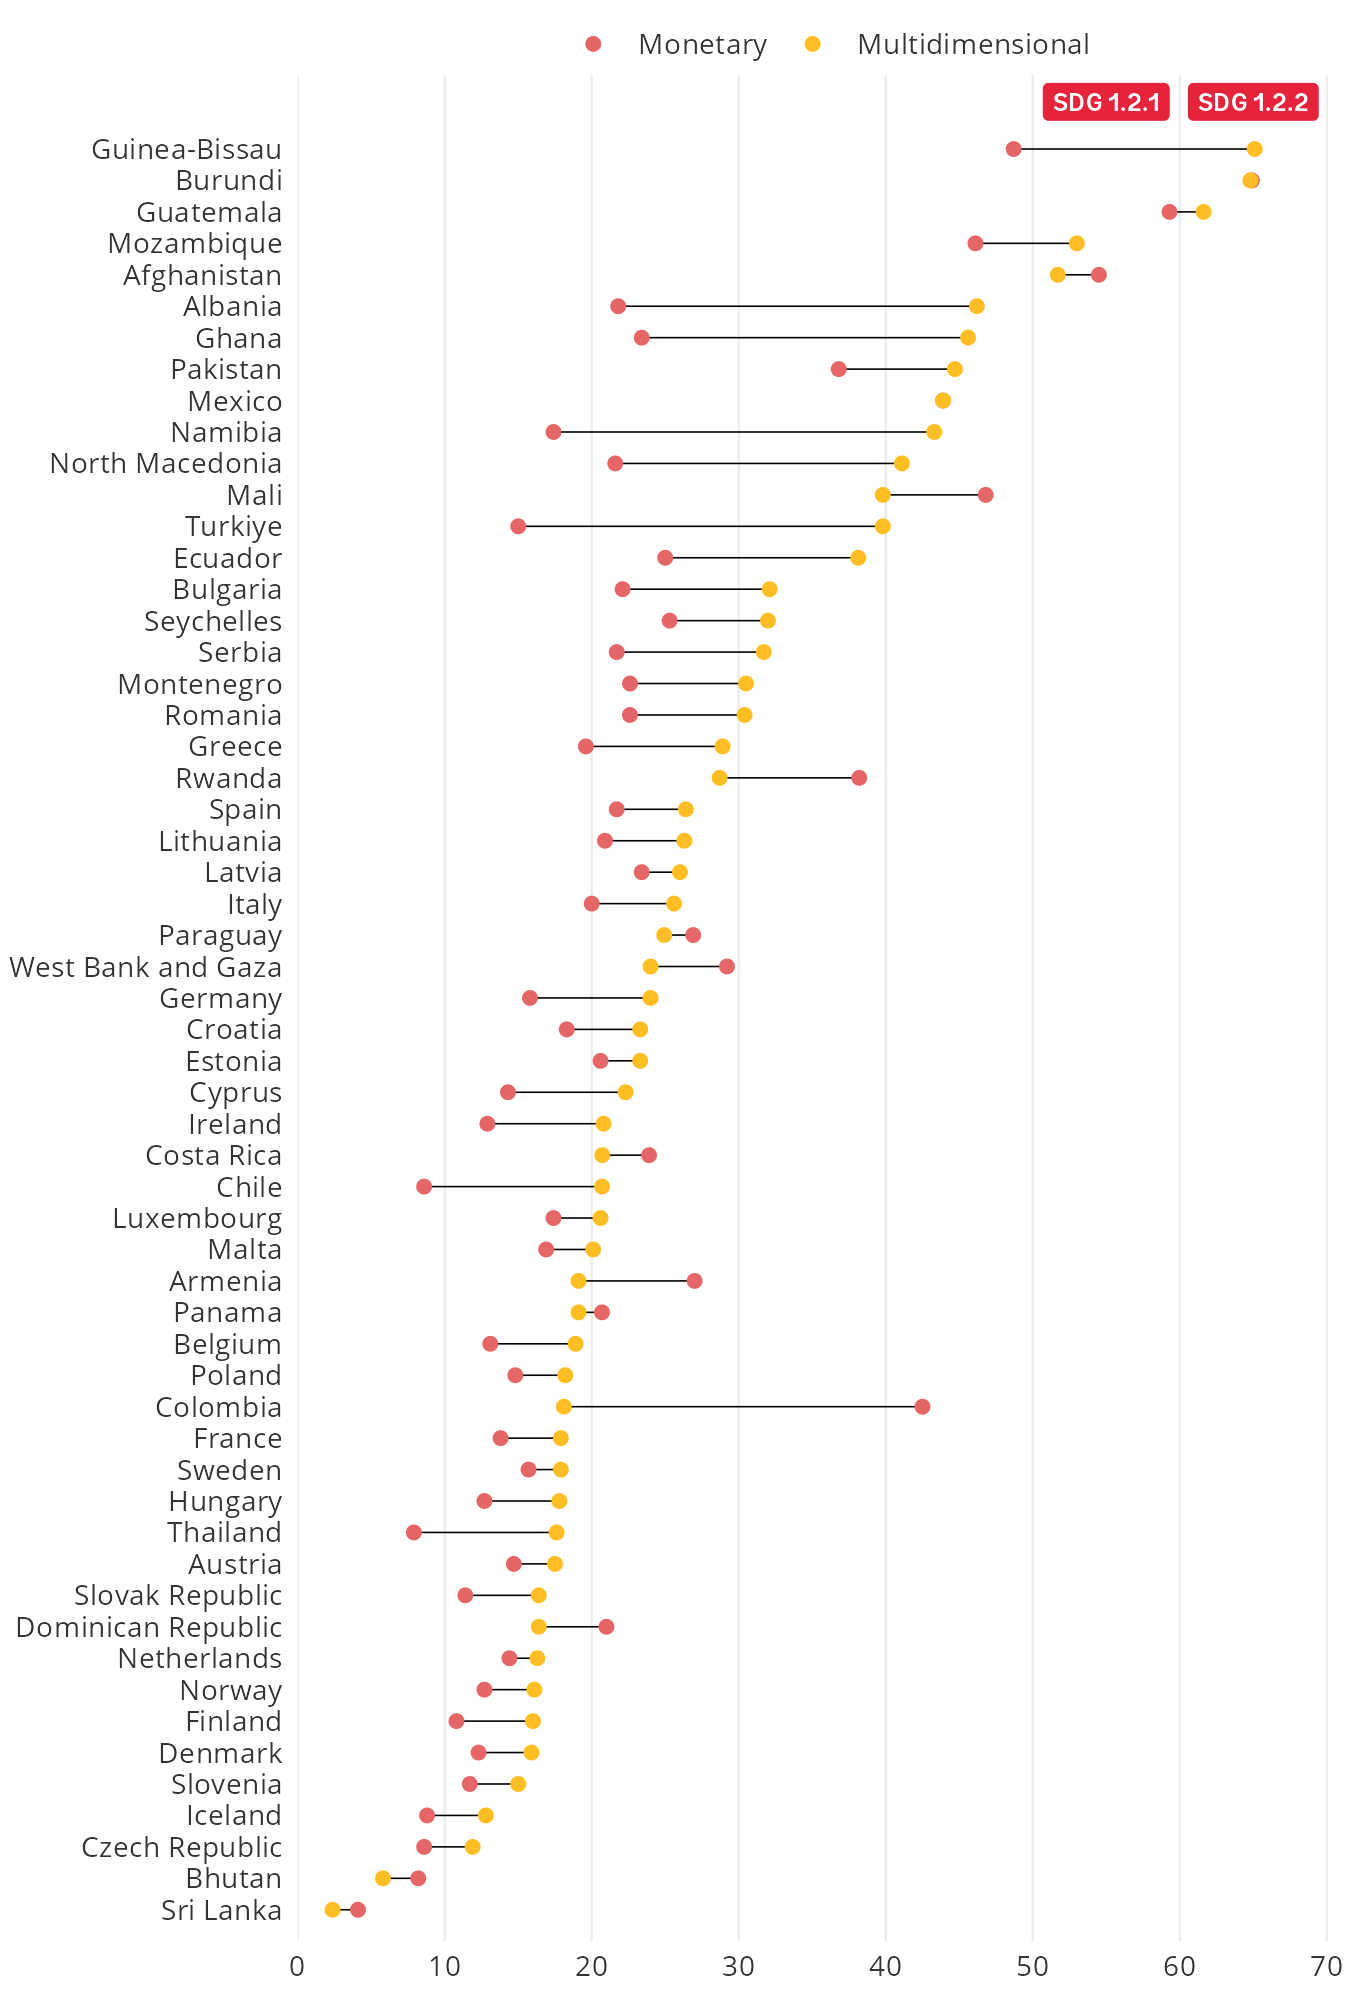 Monetary Multidimensional
SDG 1.2.1 SDG 1.2.2
Guinea-Bissau
Burundi
Guatemala
Mozambique
Afghanistan
Albania
Ghana
Pakistan
Mexico
Namibia
North Macedonia
Mali
Turkiye
Ecuador
Bulgaria
Seychelles
Serbia
Montenegro
Romania
Greece
Rwanda
Spain
Lithuania
Latvia
Italy
Paraguay
West Bank and Gaza
Germany
Croatia
Estonia
Cyprus
Ireland
Costa Rica
Chile
Luxembourg
Malta
Armenia
Panama
Belgium
Poland
Colombia
France
Sweden
Hungary
Thailand
Austria
Slovak Republic
Dominican Republic
Netherlands
Norway
Finland
Denmark
Slovenia
Iceland
Czech Republic
Bhutan
Sri Lanka
0 10 20 30 40 50 60 70